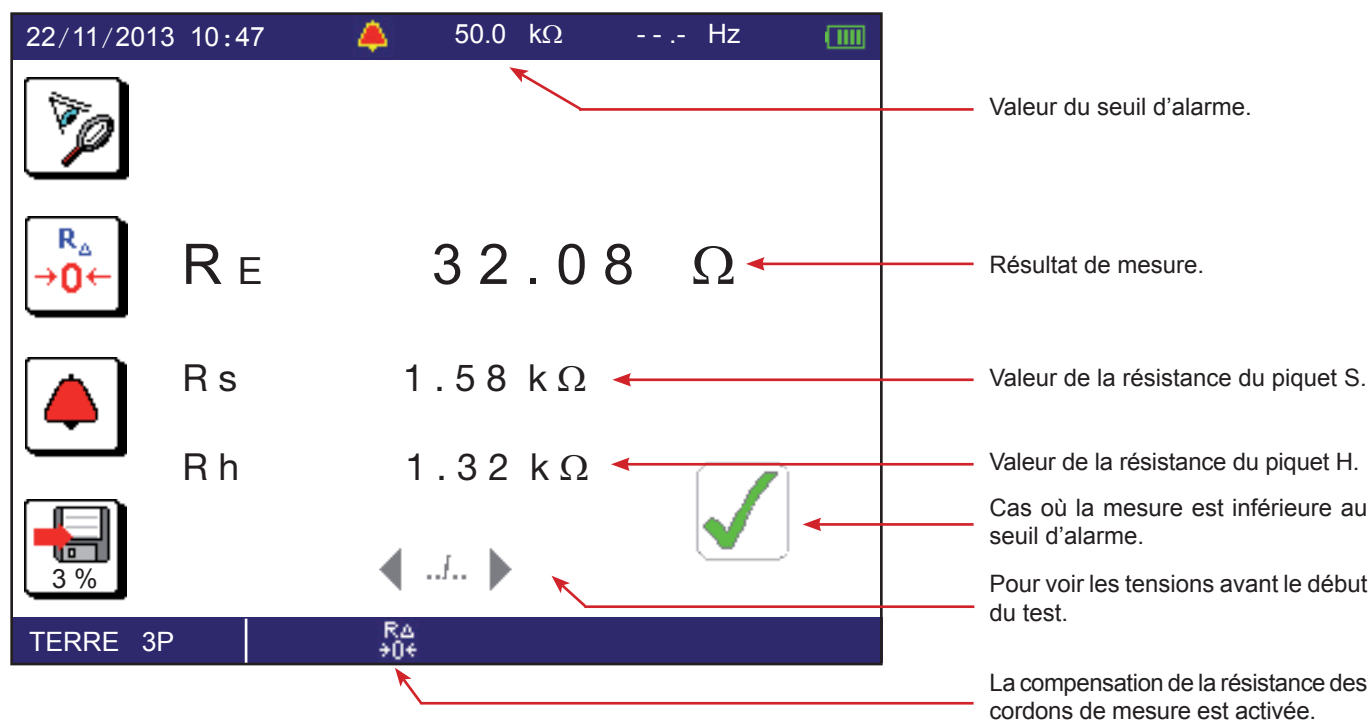 22/11/2013 10:47 50.0 kΩ - - .- Hz
Valeur du seuil d'alarme.
RΔ
→0←
RE 32.08 Ω
Résultat de mesure.
Rs 1.58 kΩ
Valeur de la résistance du piquet S.
Rh 1.32 kΩ
Valeur de la résistance du piquet H.
Cas où la mesure est inférieure au
seuil d'alarme.
3 %
../..
Pour voir les tensions avant le début
du test.
TERRE 3P
RΔ
→0←
La compensation de la résistance des
cordons de mesure est activée.